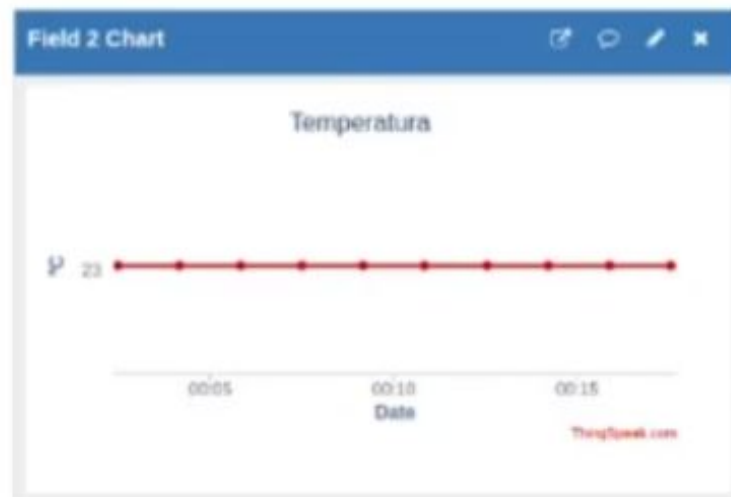 Field 2 Chart
Temperatura
°C
23
00:05 00:10 00:15
Date
ThingSpeak.com